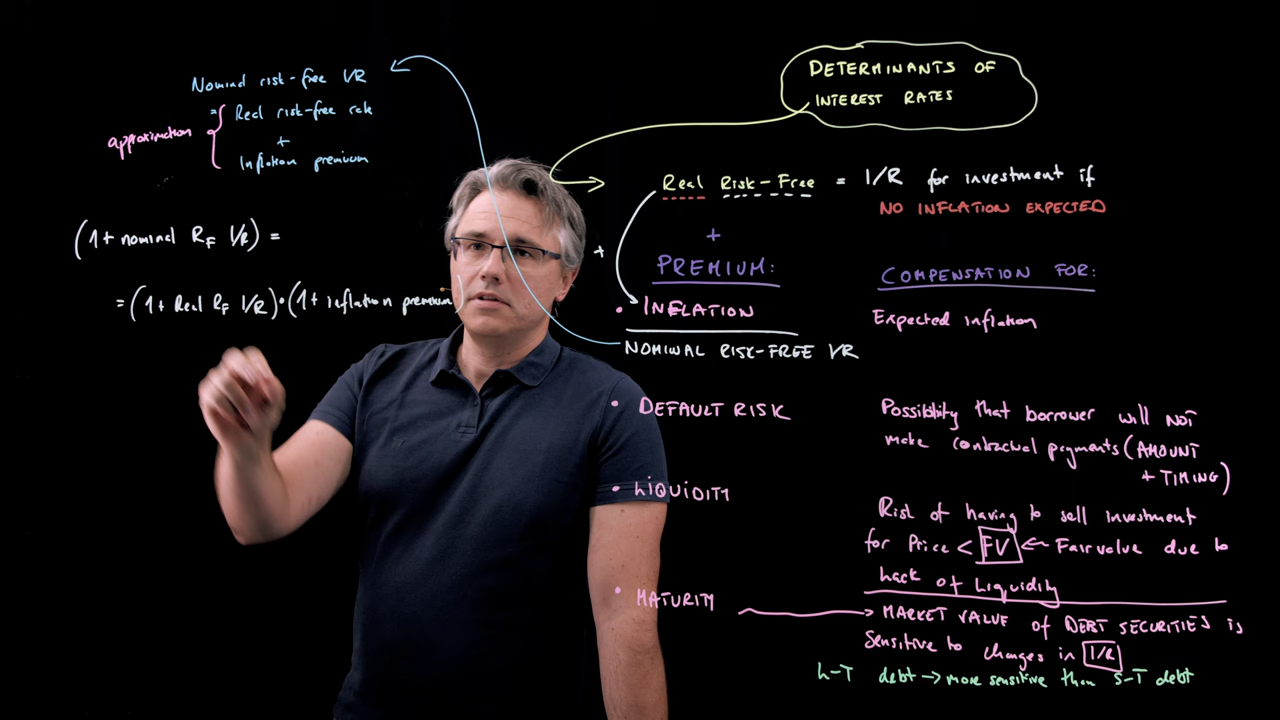 Nominal risk-free I/R
= Real risk-free rate
approximation
+
Inflation premium
(1 + nominal RF I/R) =
= (1 + Real RF I/R) • (1 + inflation premium)
DETERMINANTS OF
INTEREST RATES
Real Risk-Free = I/R for investment if
NO INFLATION EXPECTED
+
+
PREMIUM: COMPENSATION FOR:
• INFLATION Expected inflation
NOMINAL RISK-FREE I/R
• DEFAULT RISK Possibility that borrower will NOT
make contractual payments (AMOUNT
+ TIMING)
• LIQUIDITY Risk of having to sell investment
for Price < FV ← Fair value due to
Lack of Liquidity
• MATURITY → MARKET VALUE of DEBT SECURITIES is
Sensitive to changes in I/R
L-T debt → more sensitive than S-T debt